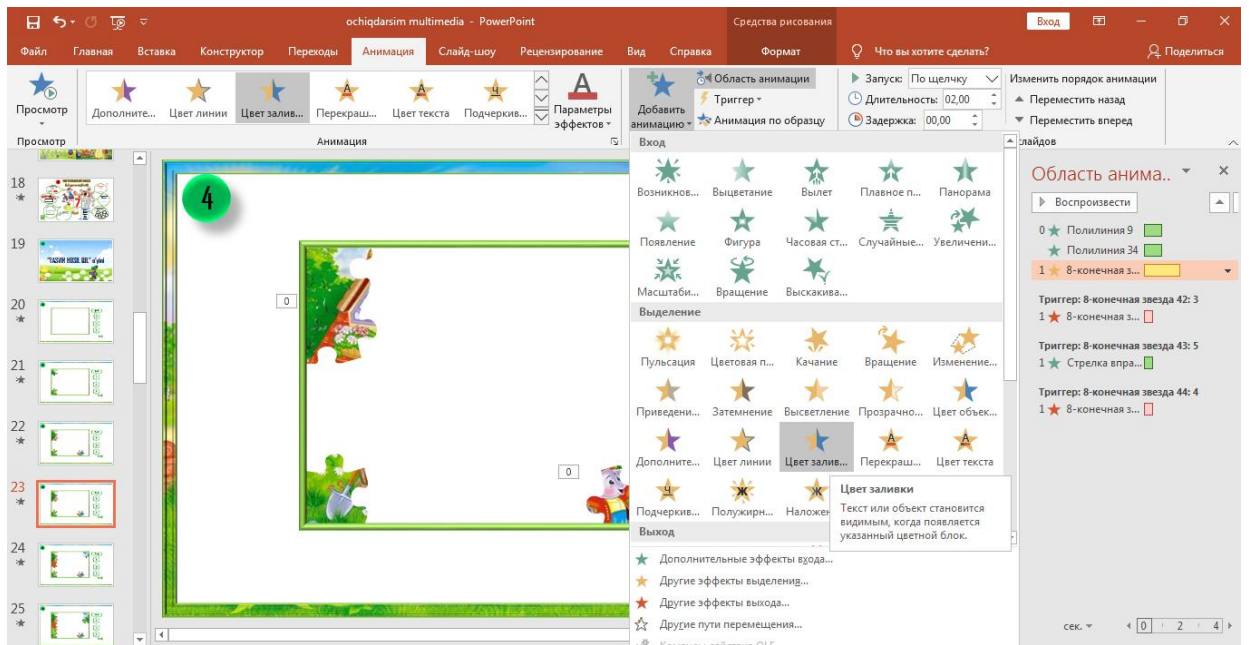 ochiqdarsim multimedia - PowerPoint
Средства рисования
Вход
Файл Главная Вставка Конструктор Переходы Анимация Слайд-шоу Рецензирование Вид Справка Формат Что вы хотите сделать? Поделиться
Просмотр
Дополните... Цвет линии Цвет залив... Перекраш... Цвет текста Подчеркив...
Параметры эффектов
Добавить анимацию
Область анимации
Триггер
Анимация по образцу
Запуск: По щелчку
Длительность: 02,00
Задержка: 00,00
Изменить порядок анимации
Переместить назад
Переместить вперед
Просмотр Анимация слайдов
Вход
Возникнов... Выцветание Вылет Плавное п... Панорама
Появление Фигура Часовая ст... Случайные... Увеличени...
Масштаби... Вращение Выскакива...
Выделение
Пульсация Цветовая п... Качание Вращение Изменение...
Приведени... Затемнение Высветление Прозрачно... Цвет объек...
Дополните... Цвет линии Цвет залив... Перекраш... Цвет текста
Подчеркив... Полужирн... Наложен
Цвет заливки
Текст или объект становится
видимым, когда появляется
указанный цветной блок.
Выход
Дополнительные эффекты входа...
Другие эффекты выделения...
Другие эффекты выхода...
Другие пути перемещения...
18
19
"TASVIR HOSIL QIL" o'yini
20
21
22
23
24
25
4
0
0
Область анима..
Воспроизвести
0 Полилиния 9
Полилиния 34
1 8-конечная з...
Триггер: 8-конечная звезда 42: 3
1 8-конечная з...
Триггер: 8-конечная звезда 43: 5
1 Стрелка впра...
Триггер: 8-конечная звезда 44: 4
1 8-конечная з...
сек. 0 2 4